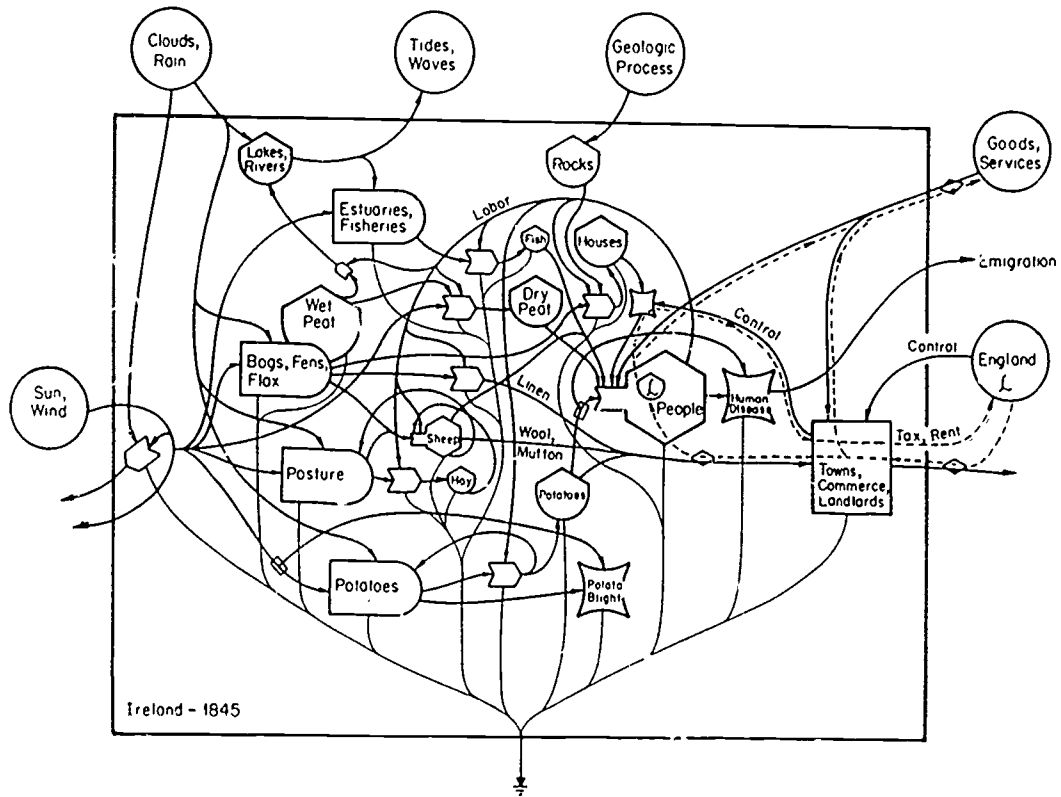 Clouds,
Rain
Tides,
Waves
Geologic
Process
Goods,
Services
Lakes,
Rivers
Rocks
Estuaries,
Fisheries
Labor
Fish
Houses
Emigration
Wet
Peat
Dry
Peat
Control
Control
Bogs, Fens,
Flax
Linen
£
People
Human
Disease
England
£
Sun,
Wind
Sheep
Wool,
Mutton
Tax, Rent
Pasture
Hay
Potatoes
Towns,
Commerce,
Landlords
Potatoes
Potato
Blight
Ireland - 1845